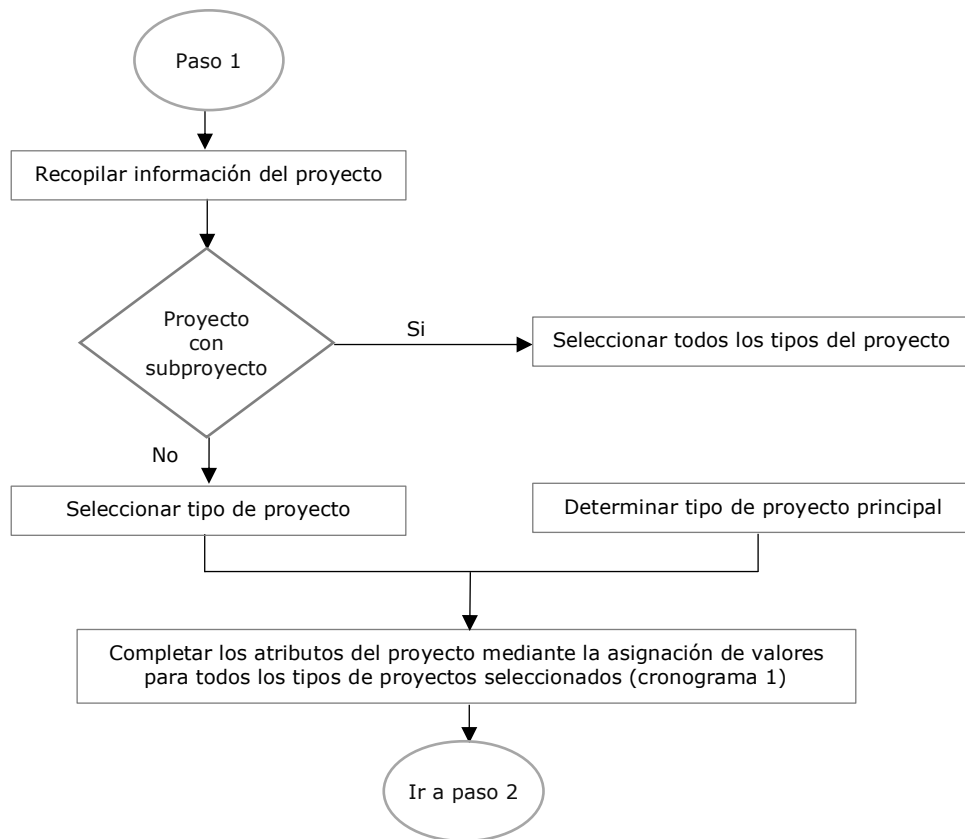 Paso 1
Recopilar información del proyecto
Proyecto
con
subproyecto
Si
Seleccionar todos los tipos del proyecto
No
Seleccionar tipo de proyecto
Determinar tipo de proyecto principal
Completar los atributos del proyecto mediante la asignación de valores
para todos los tipos de proyectos seleccionados (cronograma 1)
Ir a paso 2